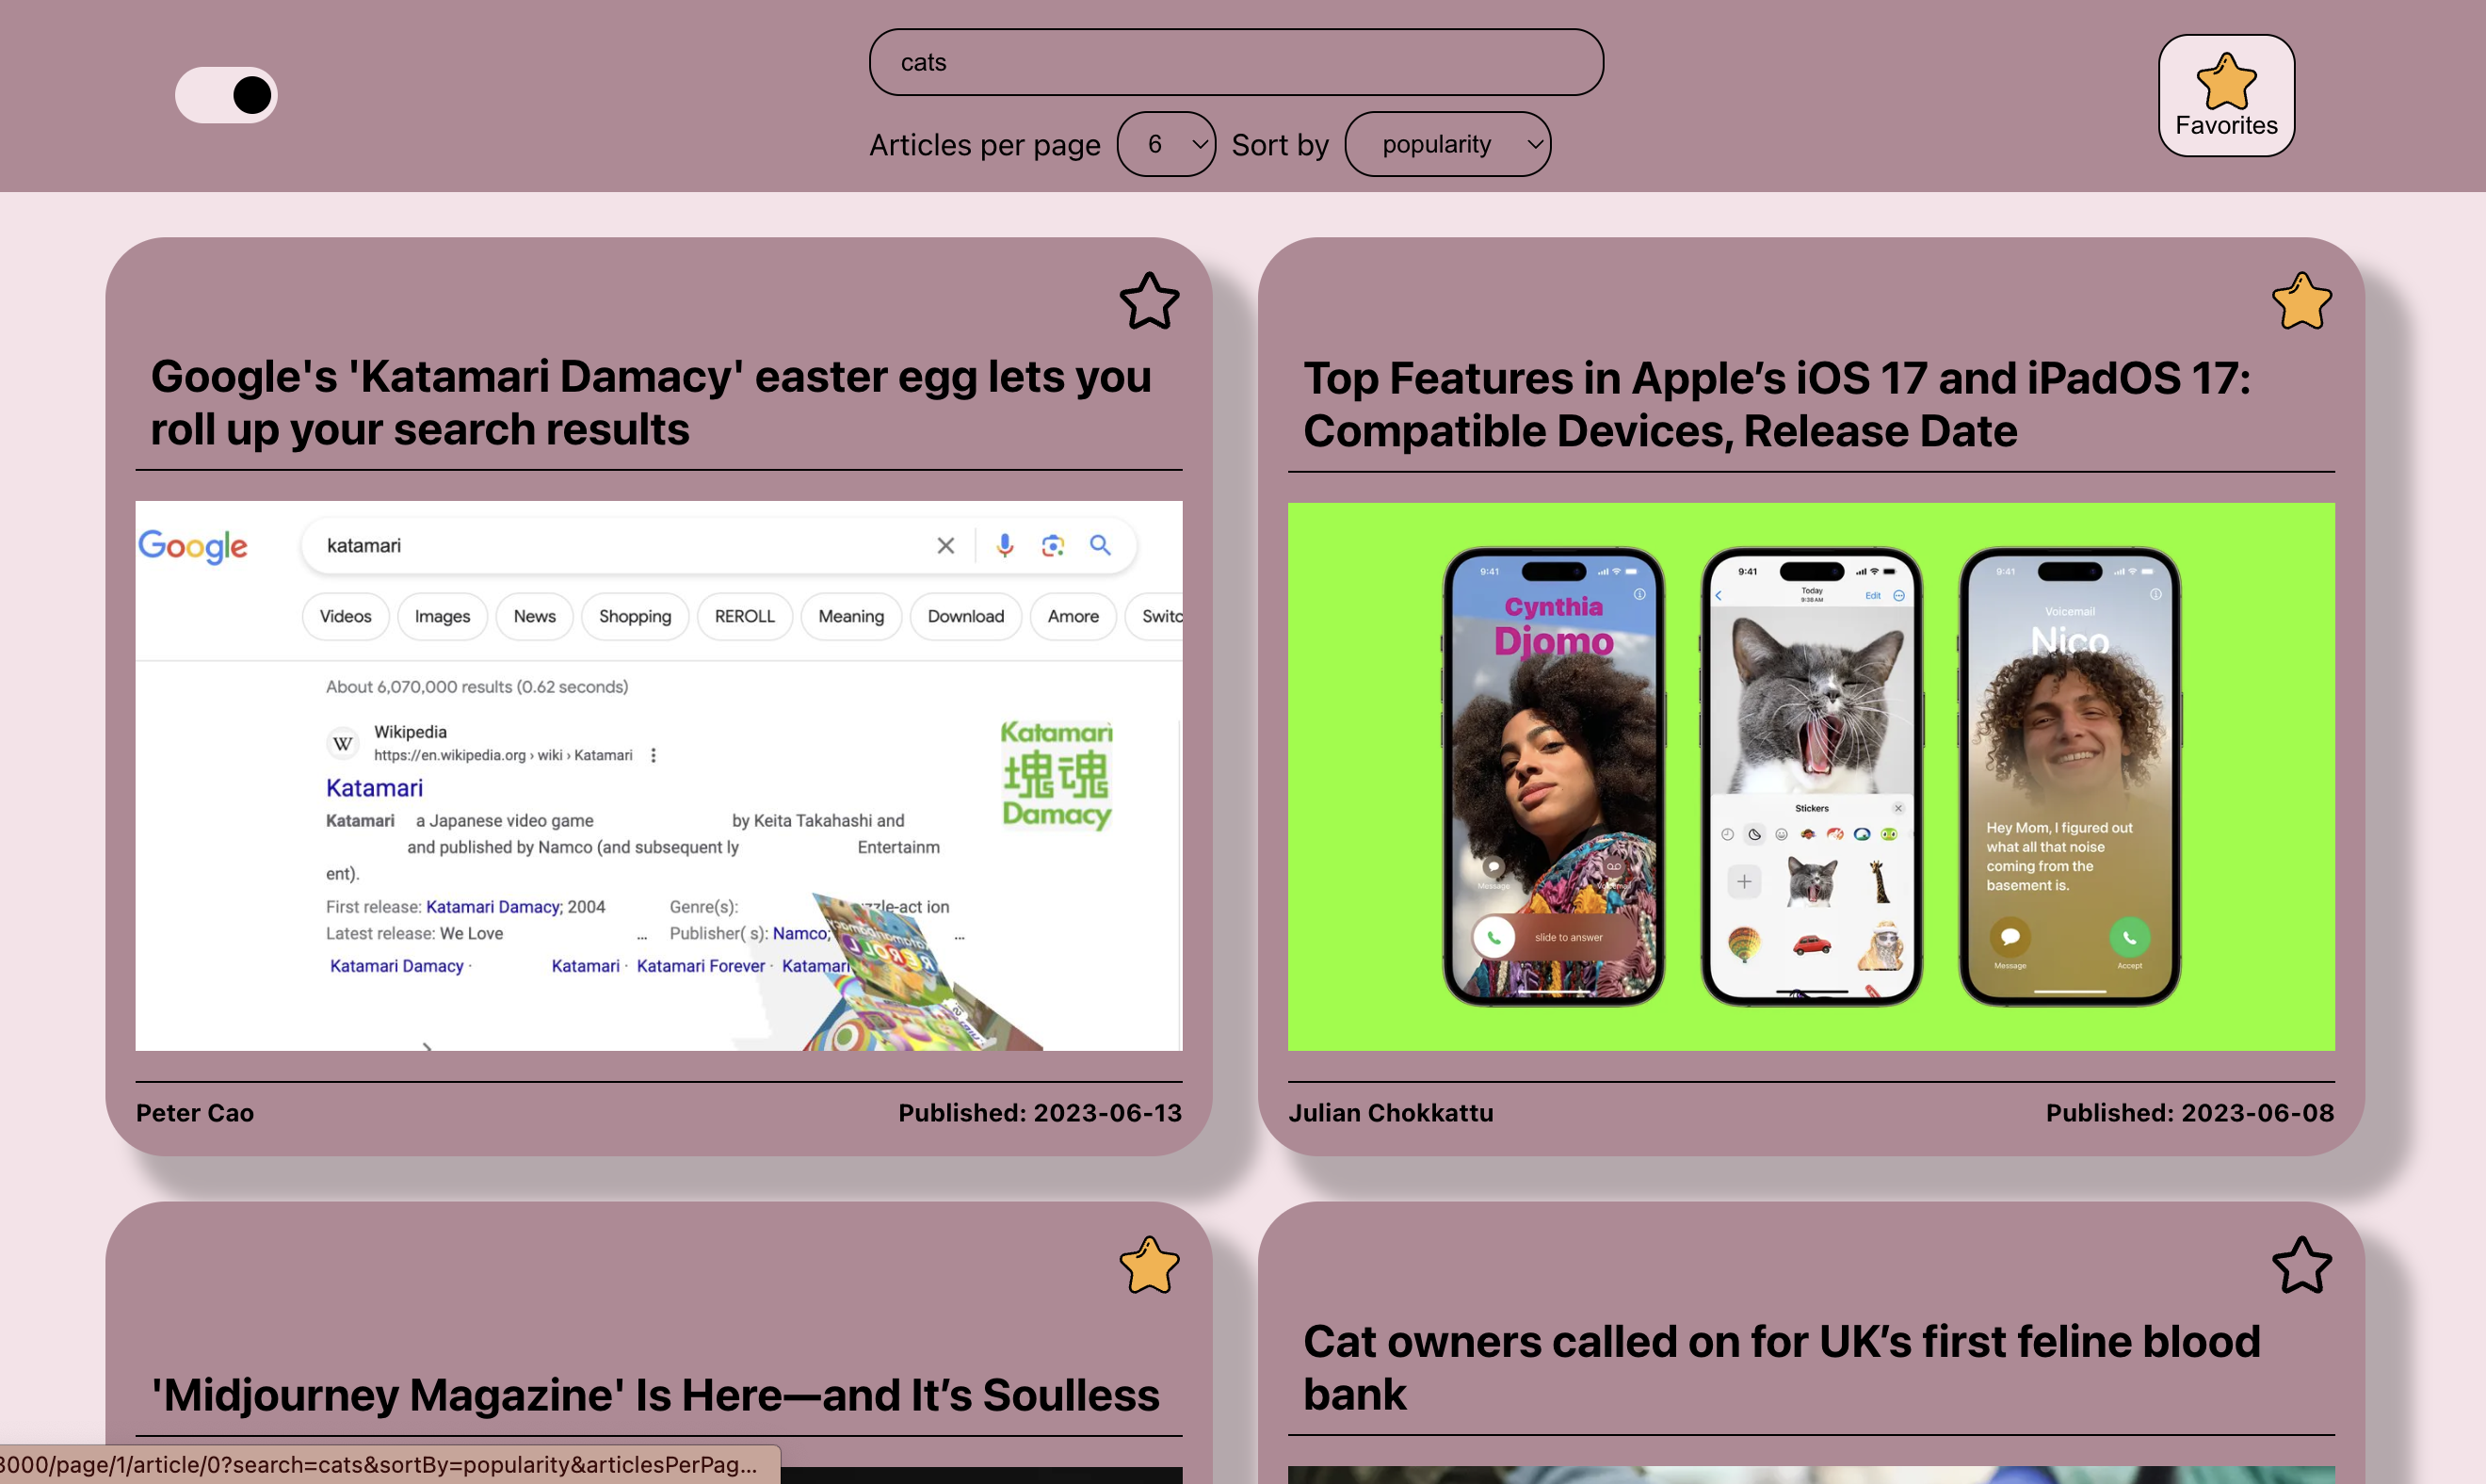 cats
Articles per page 6 Sort by popularity
Favorites
Google's 'Katamari Damacy' easter egg lets you
roll up your search results
Google
katamari
Videos Images News Shopping REROLL Meaning Download Amore Switc
About 6,070,000 results (0.62 seconds)
W
Wikipedia
https://en.wikipedia.org › wiki › Katamari
Katamari
塊魂
Damacy
Katamari
Katamari a Japanese video game by Keita Takahashi and
and published by Namco (and subsequent ly Entertainm
ent).
First release: Katamari Damacy; 2004 Genre(s): zzle-act ion
Latest release: We Love ... Publisher( s): Namco; ...
Katamari Damacy · Katamari · Katamari Forever · Katamari
REROLL
Peter Cao Published: 2023-06-13
Top Features in Apple’s iOS 17 and iPadOS 17:
Compatible Devices, Release Date
9:41
Cynthia
Djomo
Message Voicemail
slide to answer
9:41
Today
9:38 AM
Edit
Stickers
9:41
Voicemail
Nico
Hey Mom, I figured out
what all that noise
coming from the
basement is.
Message Accept
Julian Chokkattu Published: 2023-06-08
'Midjourney Magazine' Is Here—and It’s Soulless
Cat owners called on for UK’s first feline blood
bank
3000/page/1/article/0?search=cats&sortBy=popularity&articlesPerPag...